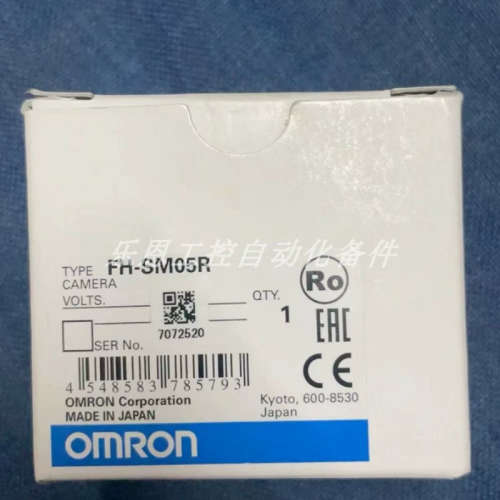 乐恩工控自动化备件
TYPE FH-SM05R
CAMERA
VOLTS.
QTY. 1
SER No. 7072520
Ro
EAC
4 548583 785793
CE
OMRON Corporation
MADE IN JAPAN
Kyoto, 600-8530
Japan
OMRON